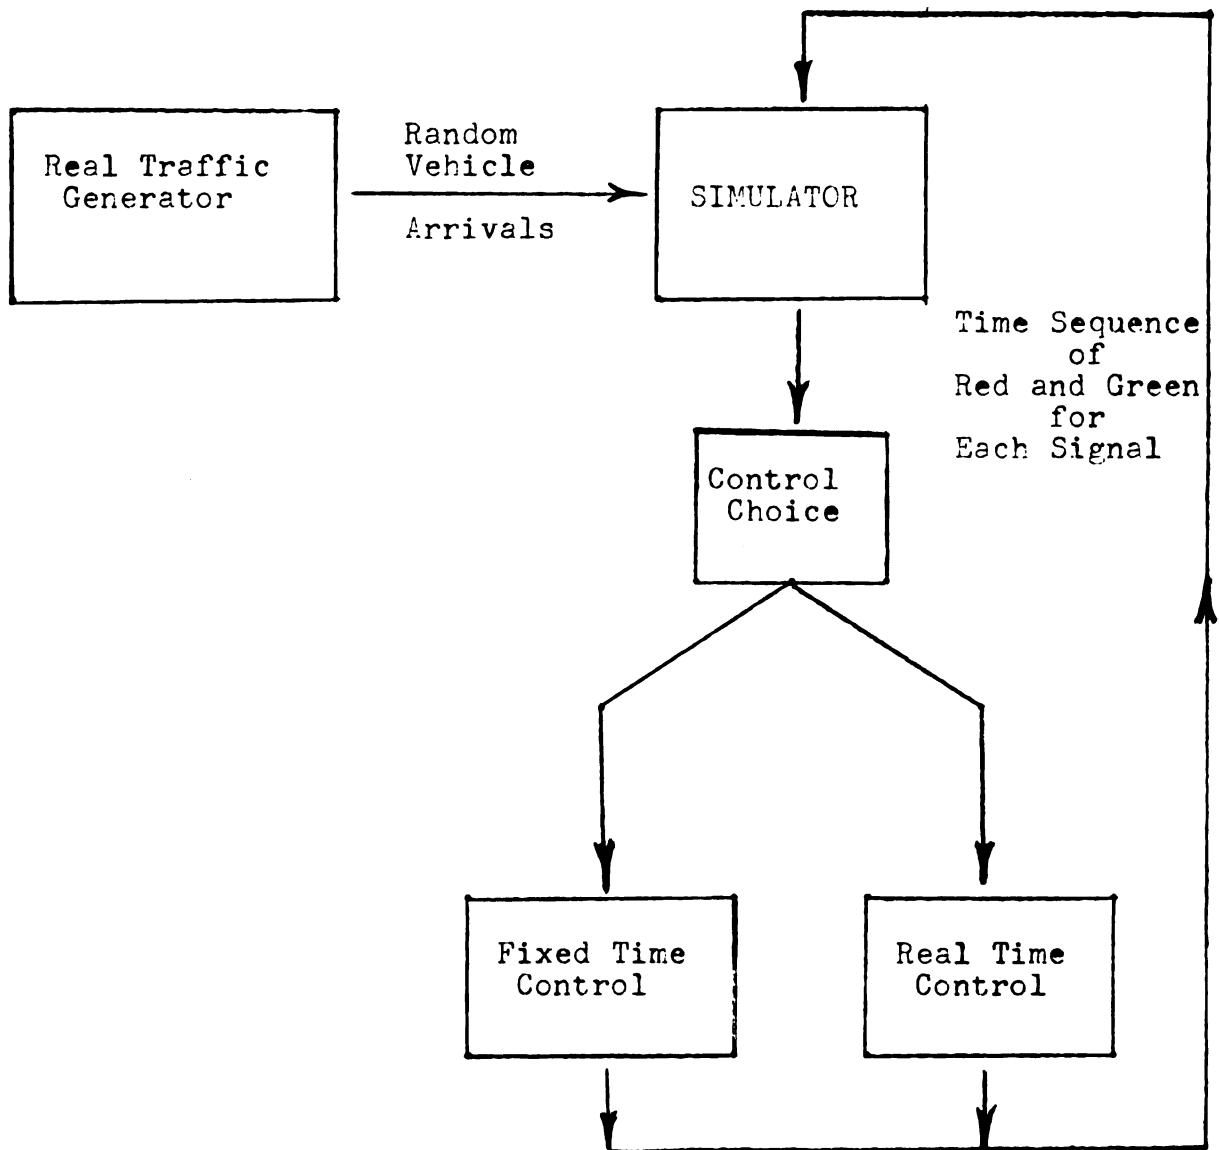 Real Traffic
Generator
Random
Vehicle
Arrivals
SIMULATOR
Time Sequence
of
Red and Green
for
Each Signal
Control
Choice
Fixed Time
Control
Real Time
Control